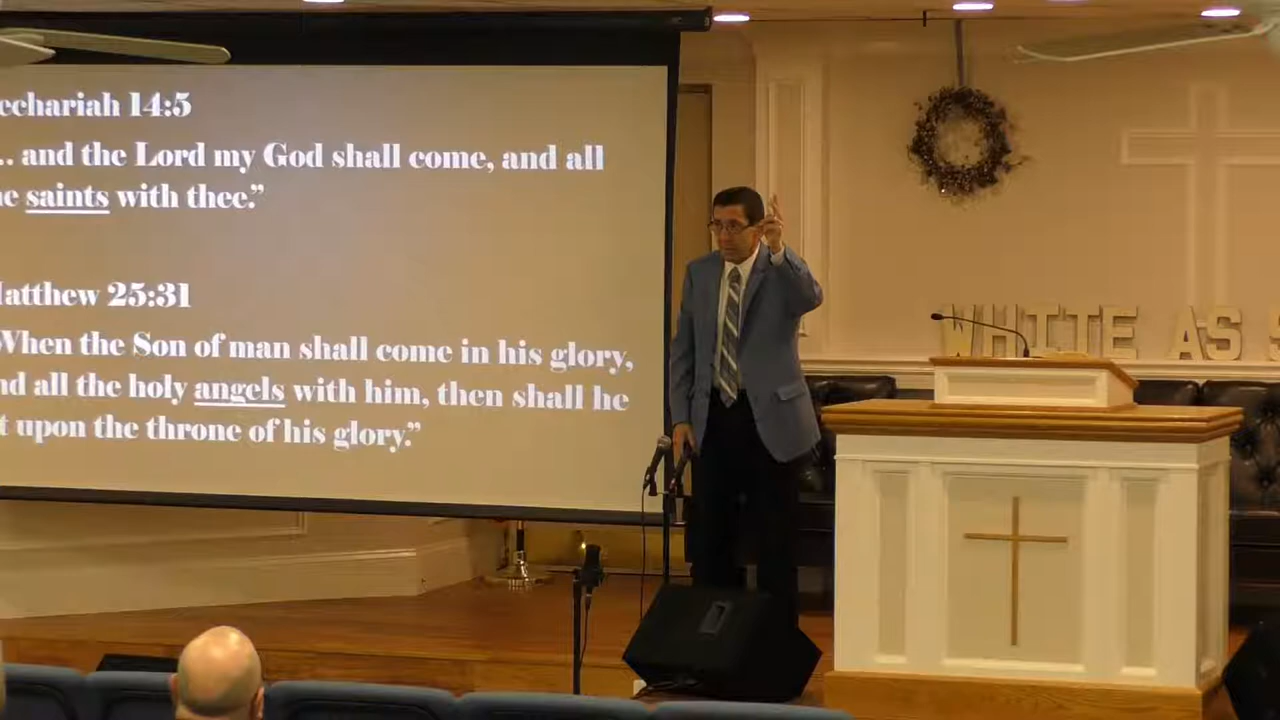 echariah 14:5
.. and the Lord my God shall come, and all
e saints with thee.”
atthew 25:31
When the Son of man shall come in his glory,
nd all the holy angels with him, then shall he
t upon the throne of his glory.”
WHITE AS S